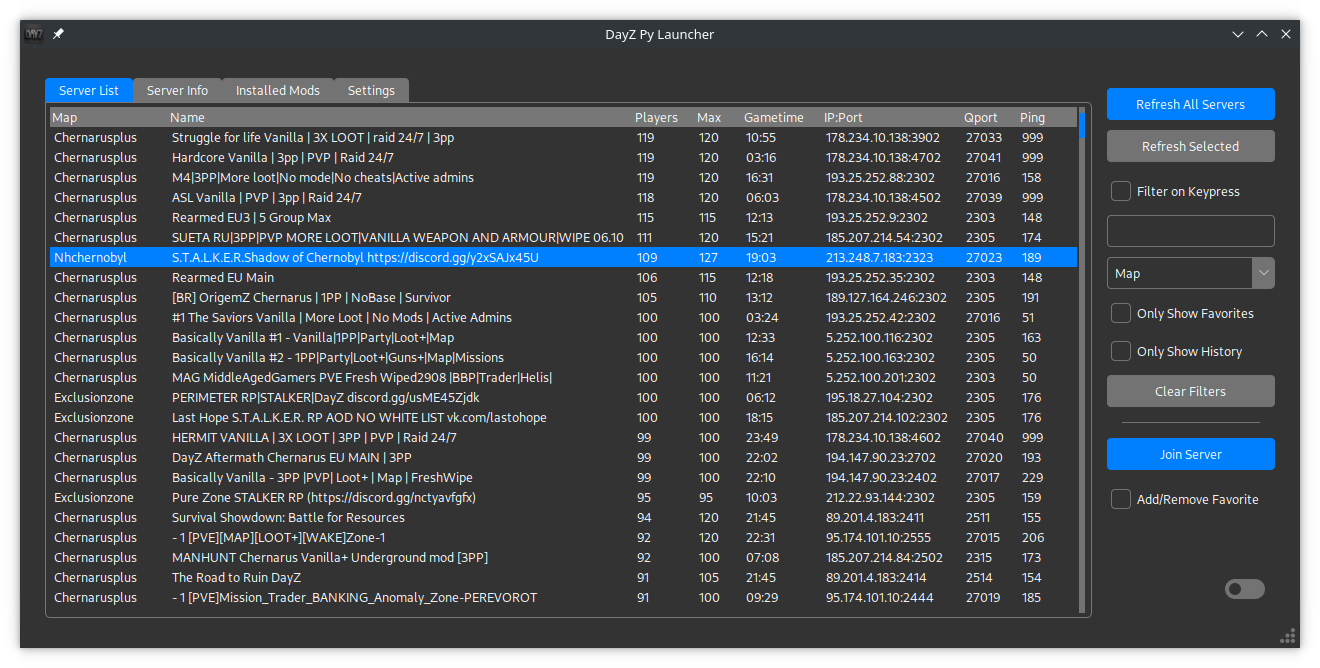 DayZ Py Launcher
Server List Server Info Installed Mods Settings
Map Name Players Max Gametime IP:Port Qport Ping
Chernarusplus Struggle for life Vanilla | 3X LOOT | raid 24/7 | 3pp 119 120 10:55 178.234.10.138:3902 27033 999
Chernarusplus Hardcore Vanilla | 3pp | PVP | Raid 24/7 119 120 03:16 178.234.10.138:4702 27041 999
Chernarusplus M4|3PP|More loot|No mode|No cheats|Active admins 119 120 16:31 193.25.252.88:2302 27016 158
Chernarusplus ASL Vanilla | PVP | 3pp | Raid 24/7 118 120 06:03 178.234.10.138:4502 27039 999
Chernarusplus Rearmed EU3 | 5 Group Max 115 115 12:13 193.25.252.9:2302 2303 148
Chernarusplus SUETA RU|3PP|PVP MORE LOOT|VANILLA WEAPON AND ARMOUR|WIPE 06.10 111 120 15:21 185.207.214.54:2302 2305 174
Nhchernobyl S.T.A.L.K.E.R.Shadow of Chernobyl https://discord.gg/y2xSAJx45U 109 127 19:03 213.248.7.183:2323 27023 189
Chernarusplus Rearmed EU Main 106 115 12:18 193.25.252.35:2302 2303 148
Chernarusplus [BR] OrigemZ Chernarus | 1PP | NoBase | Survivor 105 110 13:12 189.127.164.246:2302 2305 191
Chernarusplus #1 The Saviors Vanilla | More Loot | No Mods | Active Admins 100 100 03:24 193.25.252.42:2302 27016 51
Chernarusplus Basically Vanilla #1 - Vanilla|1PP|Party|Loot+|Map 100 100 12:33 5.252.100.116:2302 2305 163
Chernarusplus Basically Vanilla #2 - 1PP|Party|Loot+|Guns+|Map|Missions 100 100 16:14 5.252.100.163:2302 2305 50
Chernarusplus MAG MiddleAgedGamers PVE Fresh Wiped2908 |BBP|Trader|Helis| 100 100 11:21 5.252.100.201:2302 2303 50
Exclusionzone PERIMETER RP|STALKER|DayZ discord.gg/usME45Zjdk 100 100 06:12 195.18.27.104:2302 2305 176
Exclusionzone Last Hope S.T.A.L.K.E.R. RP AOD NO WHITE LIST vk.com/lastohope 100 100 18:15 185.207.214.102:2302 2305 176
Chernarusplus HERMIT VANILLA | 3X LOOT | 3PP | PVP | Raid 24/7 99 100 23:49 178.234.10.138:4602 27040 999
Chernarusplus DayZ Aftermath Chernarus EU MAIN | 3PP 99 100 22:02 194.147.90.23:2702 27020 193
Chernarusplus Basically Vanilla - 3PP |PVP| Loot+ | Map | FreshWipe 99 100 22:10 194.147.90.23:2402 27017 229
Exclusionzone Pure Zone STALKER RP (https://discord.gg/nctyavfgfx) 95 95 10:03 212.22.93.144:2302 2305 159
Chernarusplus Survival Showdown: Battle for Resources 94 120 21:45 89.201.4.183:2411 2511 155
Chernarusplus - 1 [PVE][MAP][LOOT+][WAKE]Zone-1 92 120 22:31 95.174.101.10:2555 27015 206
Chernarusplus MANHUNT Chernarus Vanilla+ Underground mod [3PP] 92 100 07:08 185.207.214.84:2502 2315 173
Chernarusplus The Road to Ruin DayZ 91 105 21:45 89.201.4.183:2414 2514 154
Chernarusplus - 1 [PVE]Mission_Trader_BANKING_Anomaly_Zone-PEREVOROT 91 100 09:29 95.174.101.10:2444 27019 185
Refresh All Servers
Refresh Selected
Filter on Keypress
Map
Only Show Favorites
Only Show History
Clear Filters
Join Server
Add/Remove Favorite